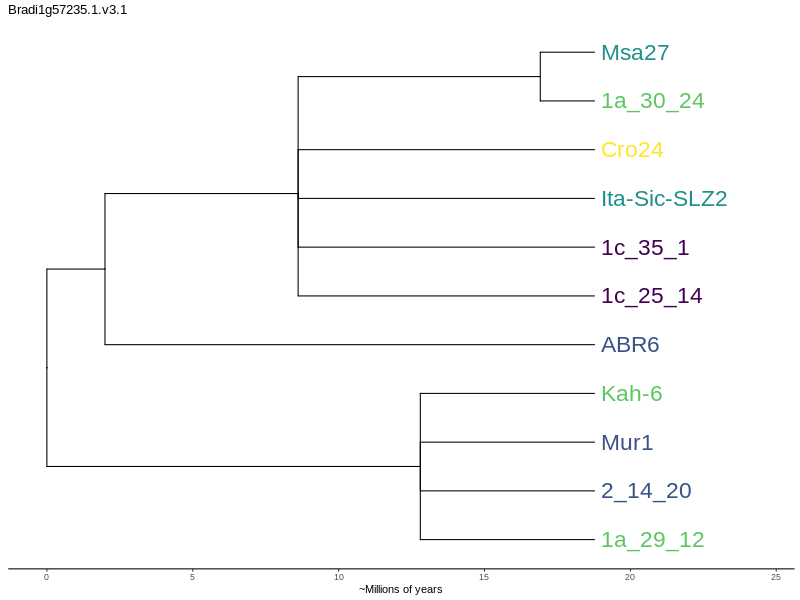 Bradi1g57235.1.v3.1
Msa27
1a_30_24
Cro24
Ita-Sic-SLZ2
1c_35_1
1c_25_14
ABR6
Kah-6
Mur1
2_14_20
1a_29_12
0 5 10 15 20 25
~Millions of years